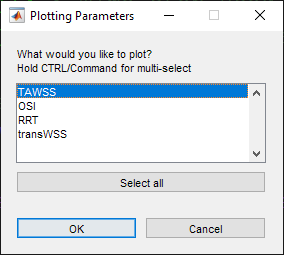 Plotting Parameters
What would you like to plot?
Hold CTRL/Command for multi-select
TAWSS
OSI
RRT
transWSS
Select all
OK
Cancel